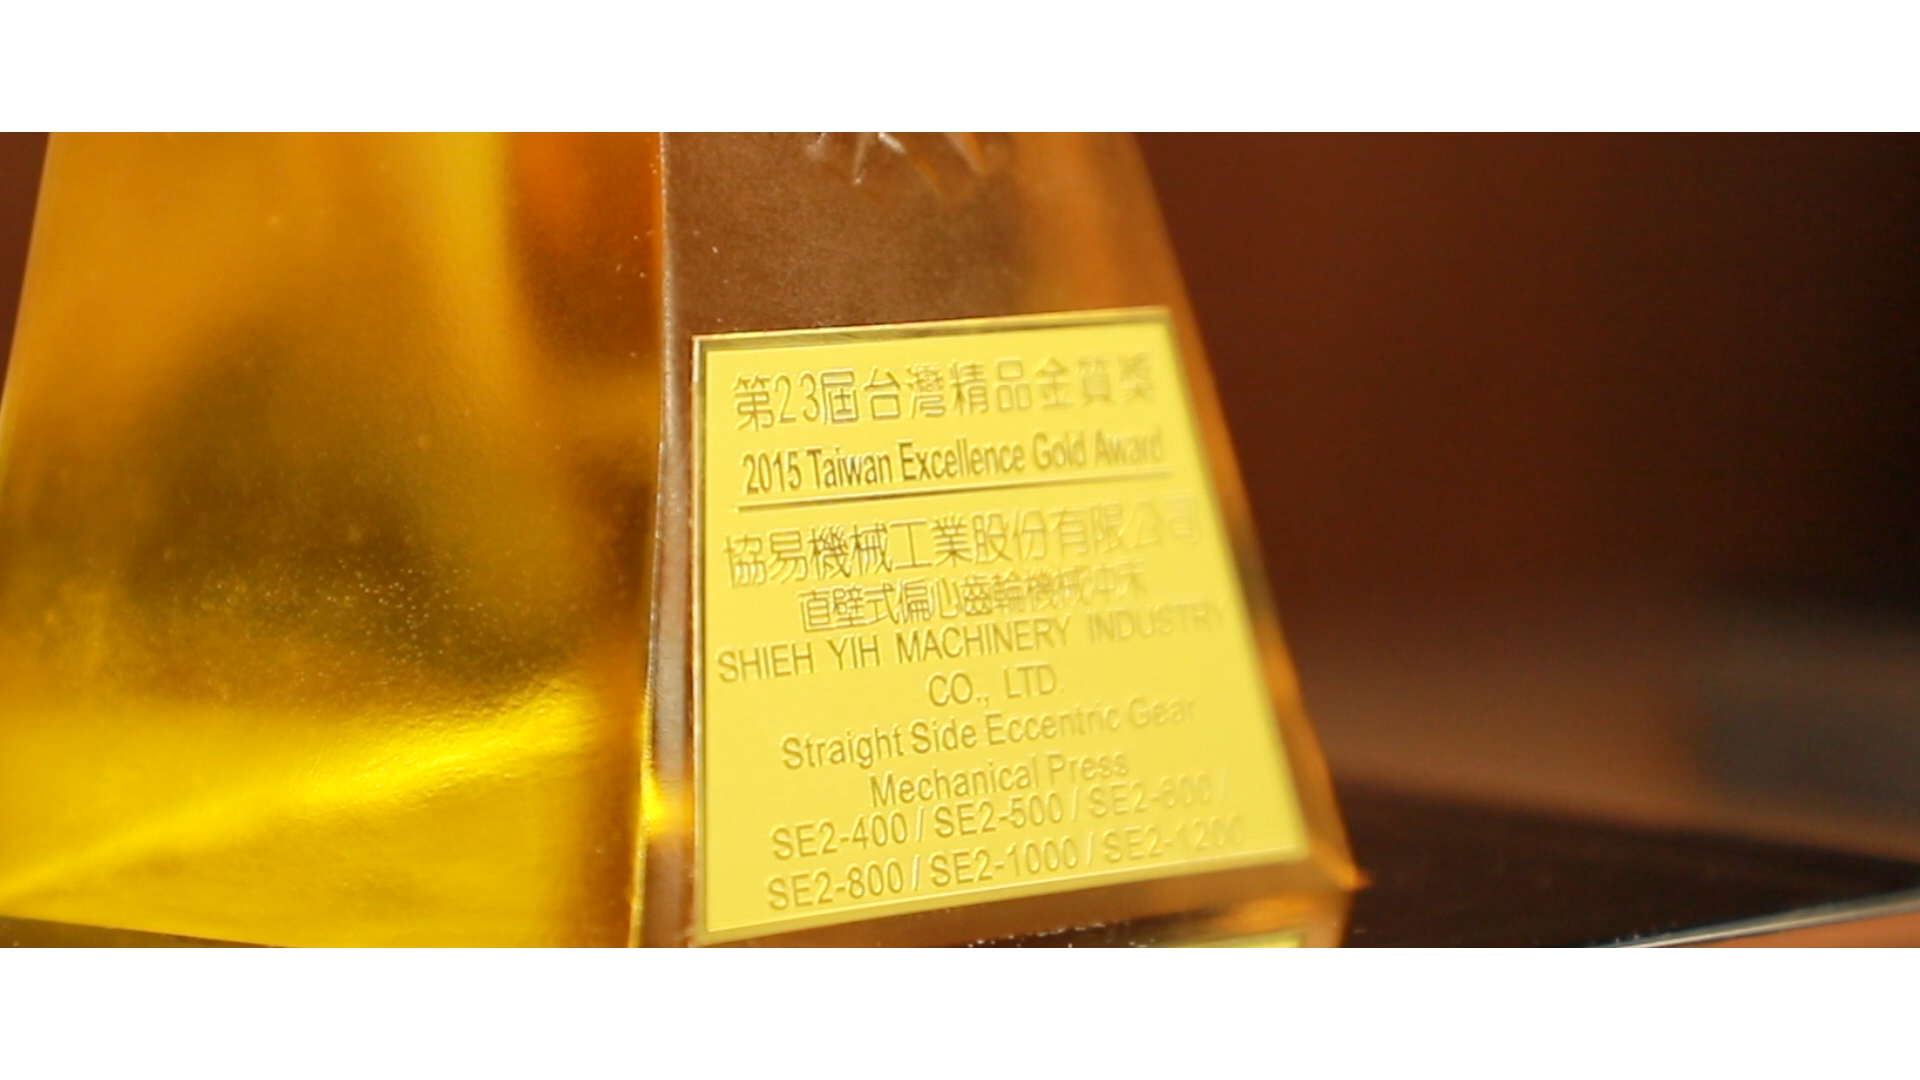 第23屆台灣精品金質獎
2015 Taiwan Excellence Gold Award
協易機械工業股份有限公司
直壁式偏心齒輪機械冲床
SHIEH YIH MACHINERY INDUSTRY
CO., LTD.
Straight Side Eccentric Gear
Mechanical Press
SE2-400 / SE2-500 / SE2-600 /
SE2-800 / SE2-1000 / SE2-1200